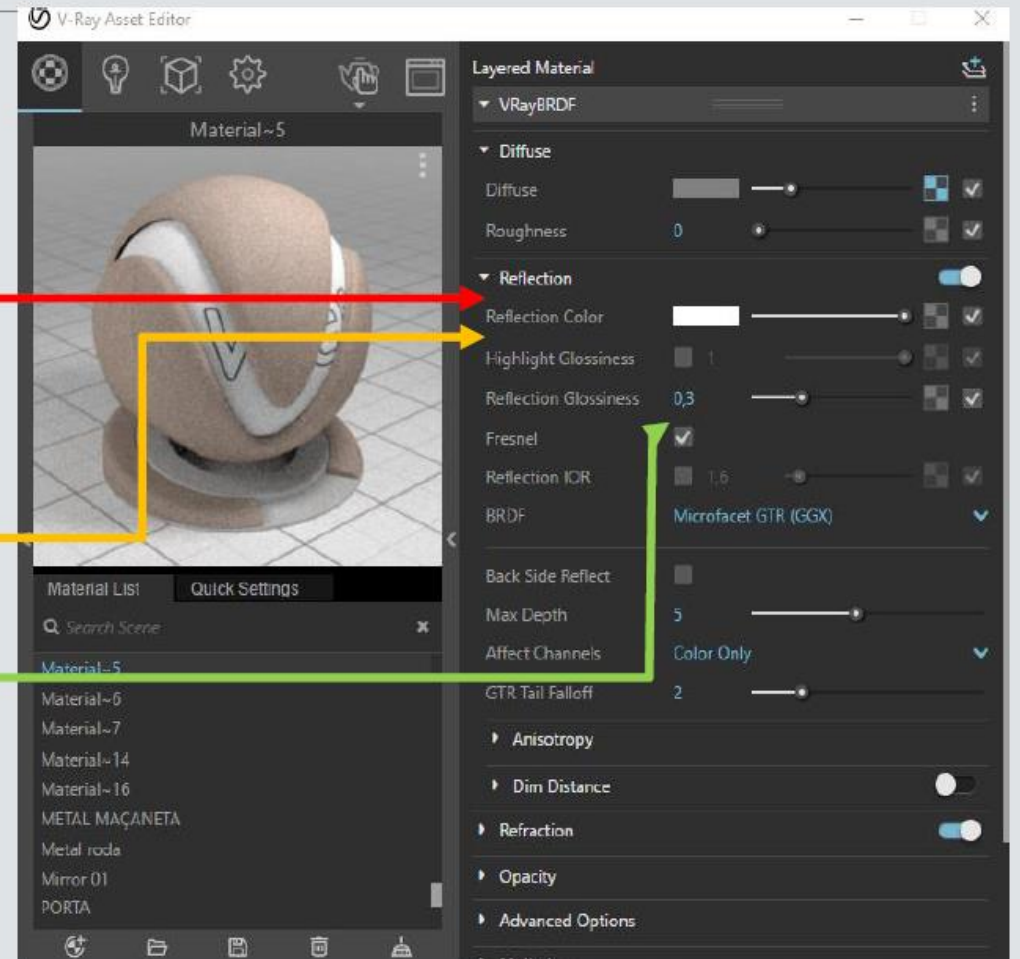 V-Ray Asset Editor
Material~5
Material List
Quick Settings
Search Scene
Material~5
Material~6
Material~7
Material~14
Material~16
METAL MAÇANETA
Metal roda
Mirror 01
PORTA
Layered Material
VRayBRDF
Diffuse
Diffuse
Roughness 0
Reflection
Reflection Color
Highlight Glossiness 1
Reflection Glossiness 0,3
Fresnel
Reflection IOR 1,6
BRDF Microfacet GTR (GGX)
Back Side Reflect
Max Depth 5
Affect Channels Color Only
GTR Tail Falloff 2
Anisotropy
Dim Distance
Refraction
Opacity
Advanced Options